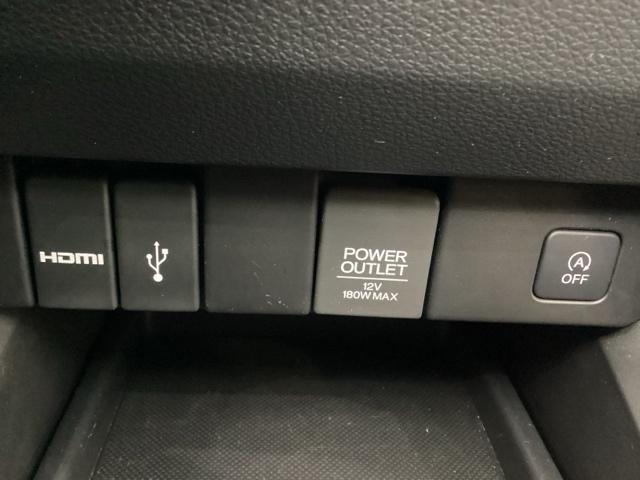 HDMI
POWER
OUTLET
12V
180W MAX
A
OFF